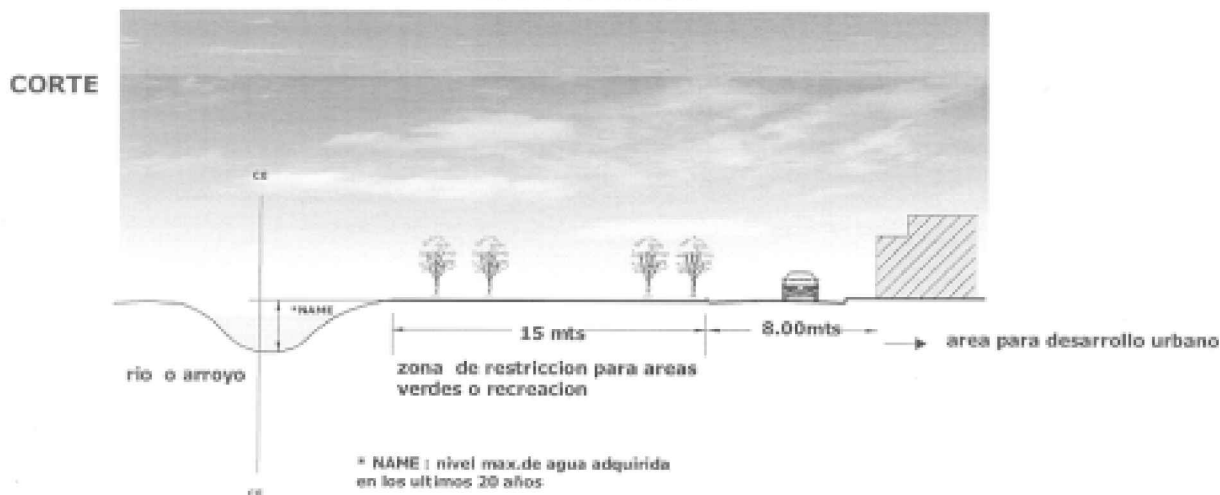 CORTE
*NAME
15 mts
8.00mts
area para desarrollo urbano
rio o arroyo
zona de restriccion para areas
verdes o recreacion
* NAME : nivel max.de agua adquirida
en los ultimos 20 años